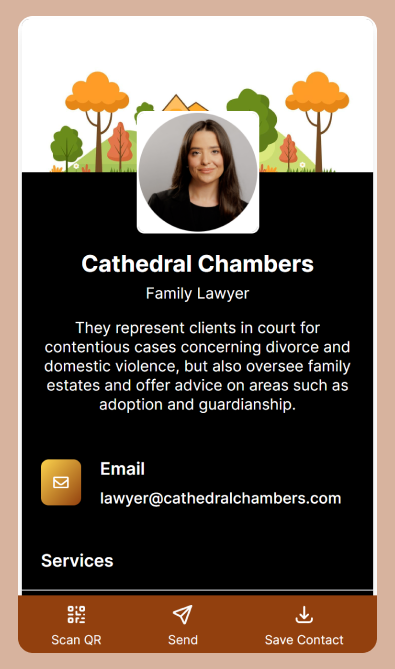 Cathedral Chambers
Family Lawyer
They represent clients in court for
contentious cases concerning divorce and
domestic violence, but also oversee family
estates and offer advice on areas such as
adoption and guardianship.
Email
lawyer@cathedralchambers.com
Services
Scan QR
Send
Save Contact